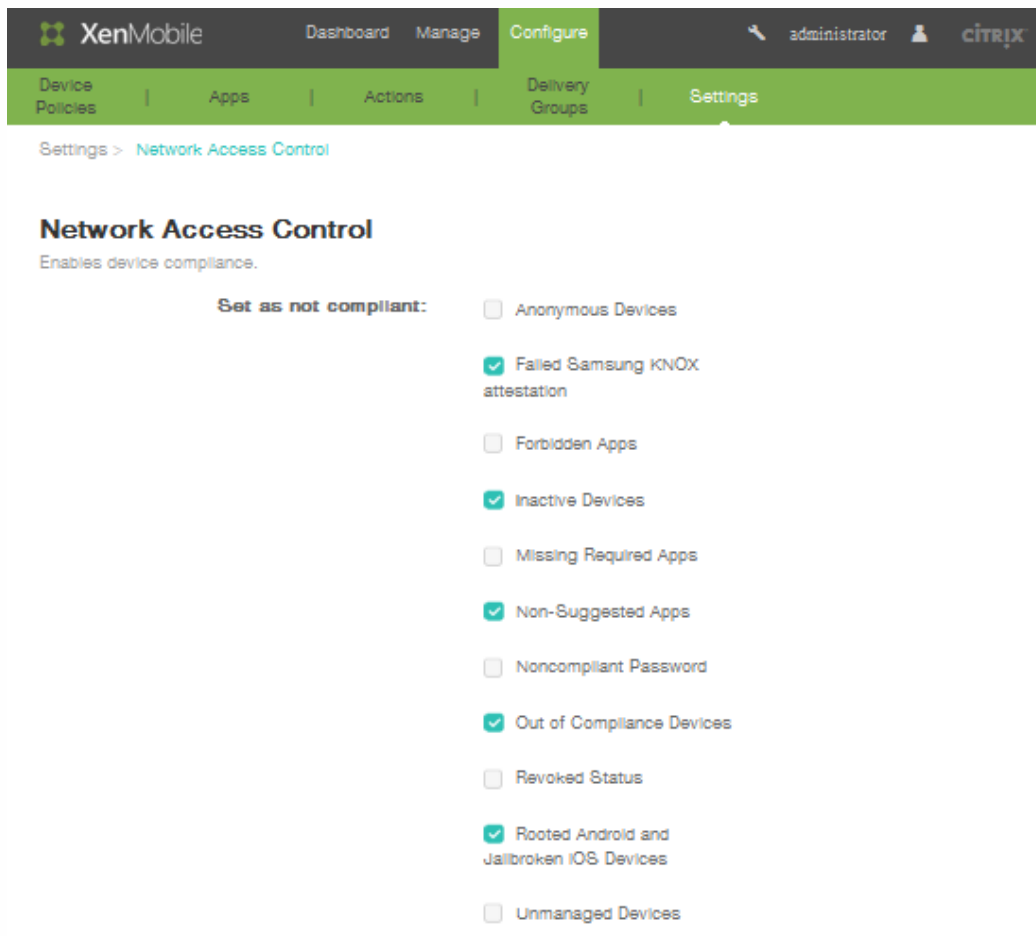 XenMobile Dashboard Manage Configure administrator CİTRIX
Device Policies | Apps | Actions | Delivery Groups | Settings
Settings > Network Access Control
Network Access Control
Enables device compliance.
Set as not compliant:
Anonymous Devices
Failed Samsung KNOX
attestation
Forbidden Apps
Inactive Devices
Missing Required Apps
Non-Suggested Apps
Noncompliant Password
Out of Compliance Devices
Revoked Status
Rooted Android and
Jailbroken iOS Devices
Unmanaged Devices